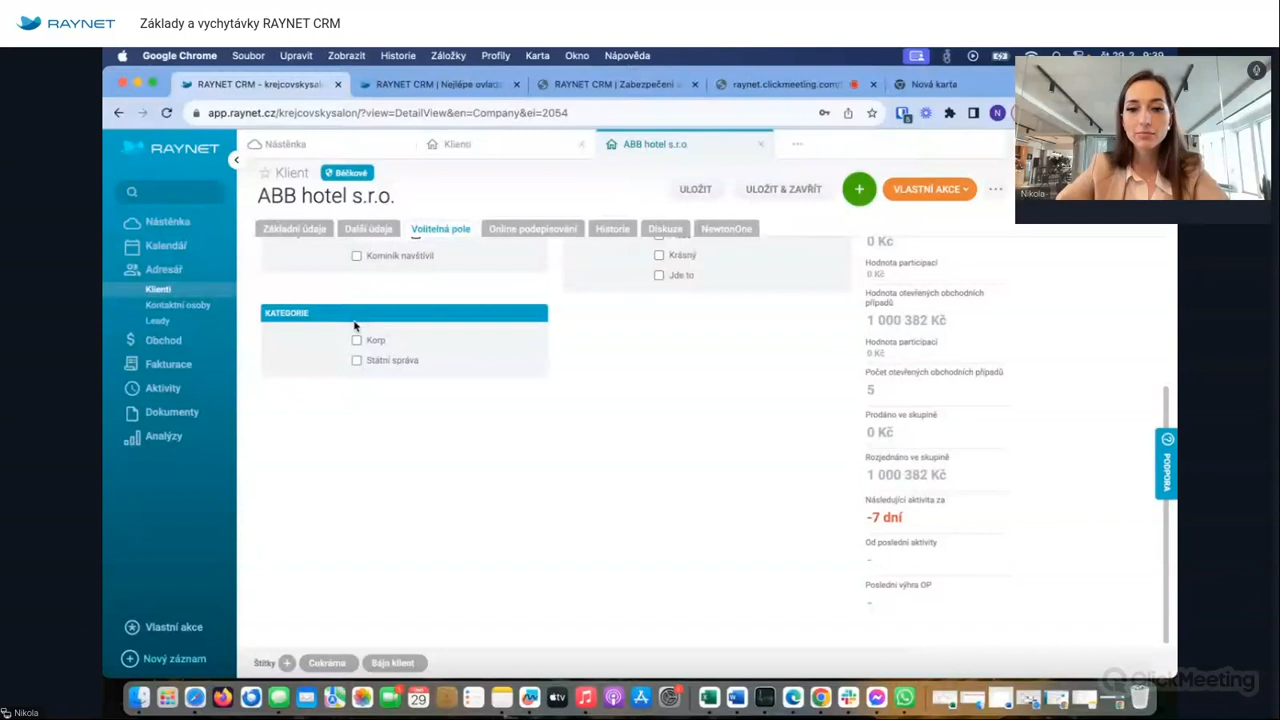 RAYNET
Základy a vychytávky RAYNET CRM
Google Chrome Soubor Upravit Zobrazit Historie Záložky Profily Karta Okno Nápověda
RAYNET CRM - krejcovskysalon
RAYNET CRM | Nejlépe ovlád
RAYNET CRM | Zabezpečení
raynet.clickmeeting.com
Nová karta
app.raynet.cz/krejcovskysalon/?view=DetailView&en=Company&ei=2054
N
RAYNET
Nástěnka
Klienti
ABB hotel s.r.o.
Klient
Béčkové
ABB hotel s.r.o.
ULOŽIT
ULOŽIT & ZAVŘÍT
VLASTNÍ AKCE
Základní údaje
Další údaje
Volitelná pole
Online podepisování
Historie
Diskuze
NewtonOne
Nástěnka
Kalendář
Adresář
Klienti
Kontaktní osoby
Leady
Obchod
Fakturace
Aktivity
Dokumenty
Analýzy
Vlastní akce
Nový záznam
Kominík navštívil
Krásný
Jde to
KATEGORIE
Korp
Státní správa
0 Kč
Hodnota participací
0 Kč
Hodnota otevřených obchodních
případů
1 000 382 Kč
Hodnota participací
0 Kč
Počet otevřených obchodních případů
5
Prodáno ve skupině
0 Kč
Rozjednáno ve skupině
1 000 382 Kč
Následující aktivita za
-7 dní
Od poslední aktivity
-
Poslední výhra OP
-
PODPORA
Štítky
Cukrárna
Bájo klient
Nikola
ClickMeeting
29
Nikola